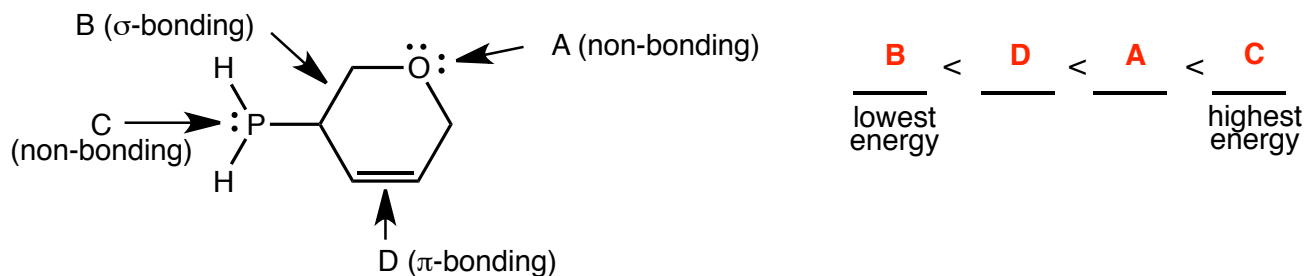 B (σ-bonding)
A (non-bonding)
H
O
C
(non-bonding)
:P
H
D (π-bonding)
B < D < A < C
lowest
energy
highest
energy